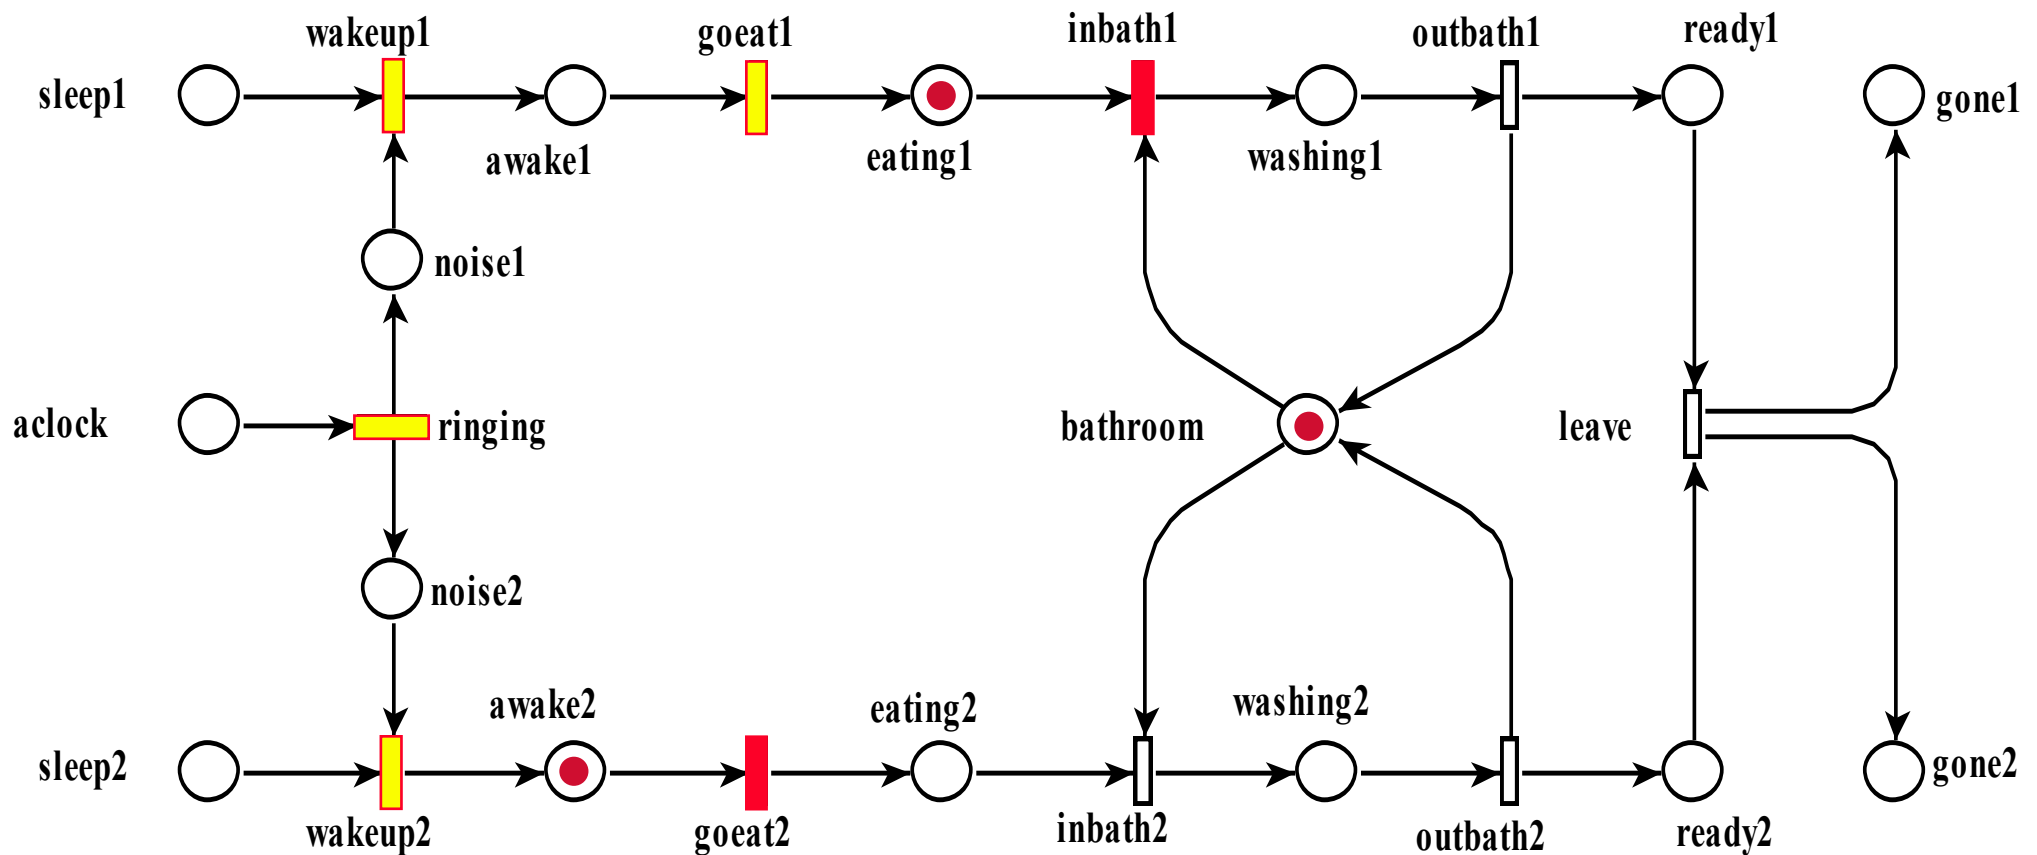 wakeup1
goeat1
inbath1
outbath1
ready1
sleep1
gone1
awake1
eating1
washing1
noise1
aclock
ringing
bathroom
leave
noise2
awake2
eating2
washing2
sleep2
gone2
wakeup2
goeat2
inbath2
outbath2
ready2